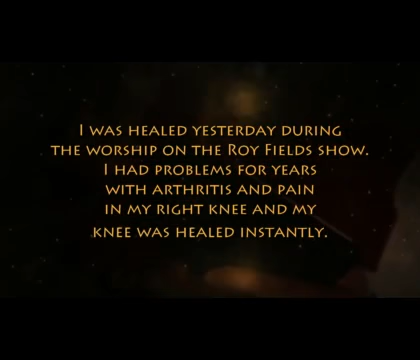 I WAS HEALED YESTERDAY DURING
THE WORSHIP ON THE ROY FIELDS SHOW.
I HAD PROBLEMS FOR YEARS
WITH ARTHRITIS AND PAIN
IN MY RIGHT KNEE AND MY
KNEE WAS HEALED INSTANTLY.